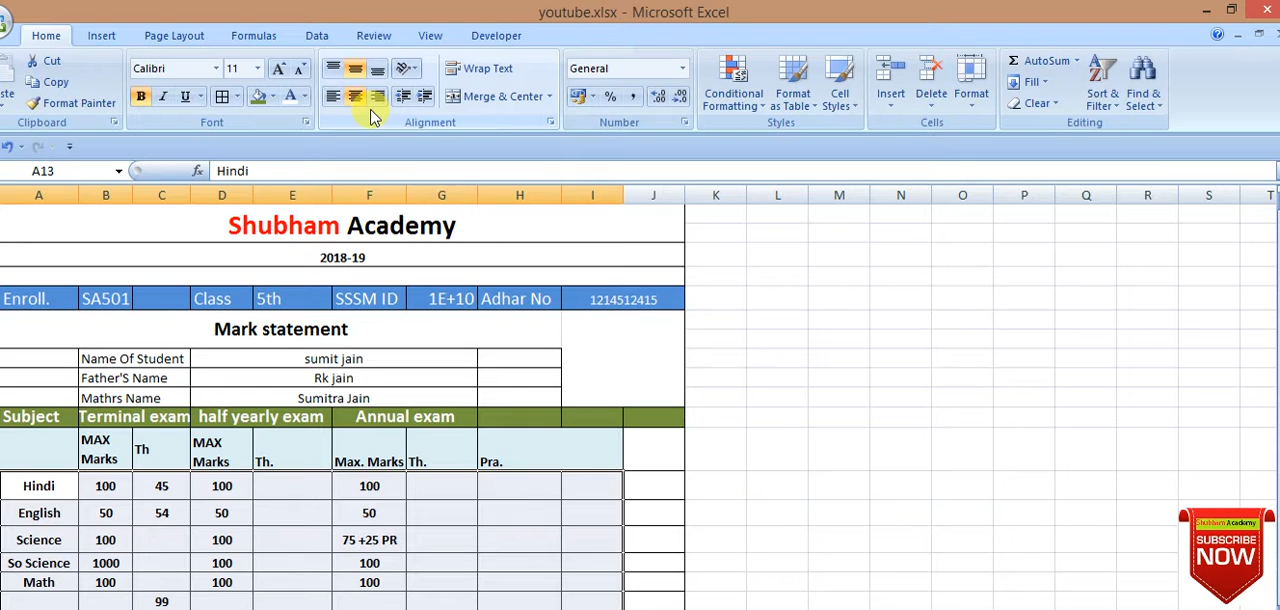 youtube.xlsx - Microsoft Excel
Home Insert Page Layout Formulas Data Review View Developer
Cut Calibri 11 A A Wrap Text General AutoSum
Copy Conditional Format Cell Insert Delete Format Fill Sort & Find &
Format Painter B I U A Merge & Center % , .0 .00 .00 .0 Formatting as Table Styles Clear Filter Select
Clipboard Font Alignment Number Styles Cells Editing
A13 fx Hindi
A B C D E F G H I J K L M N O P Q R S T
Shubham Academy
2018-19
Enroll. SA501 Class 5th SSSM ID 1E+10 Adhar No 1214512415
Mark statement
Name Of Student sumit jain
Father'S Name Rk jain
Mathrs Name Sumitra Jain
Subject Terminal exam half yearly exam Annual exam
MAX Marks Th MAX Marks Th. Max. Marks Th. Pra.
Hindi 100 45 100 100
English 50 54 50 50
Science 100 100 75 +25 PR
So Science 1000 100 100
Math 100 100 100
99
Shubham Academy
SUBSCRIBE
NOW